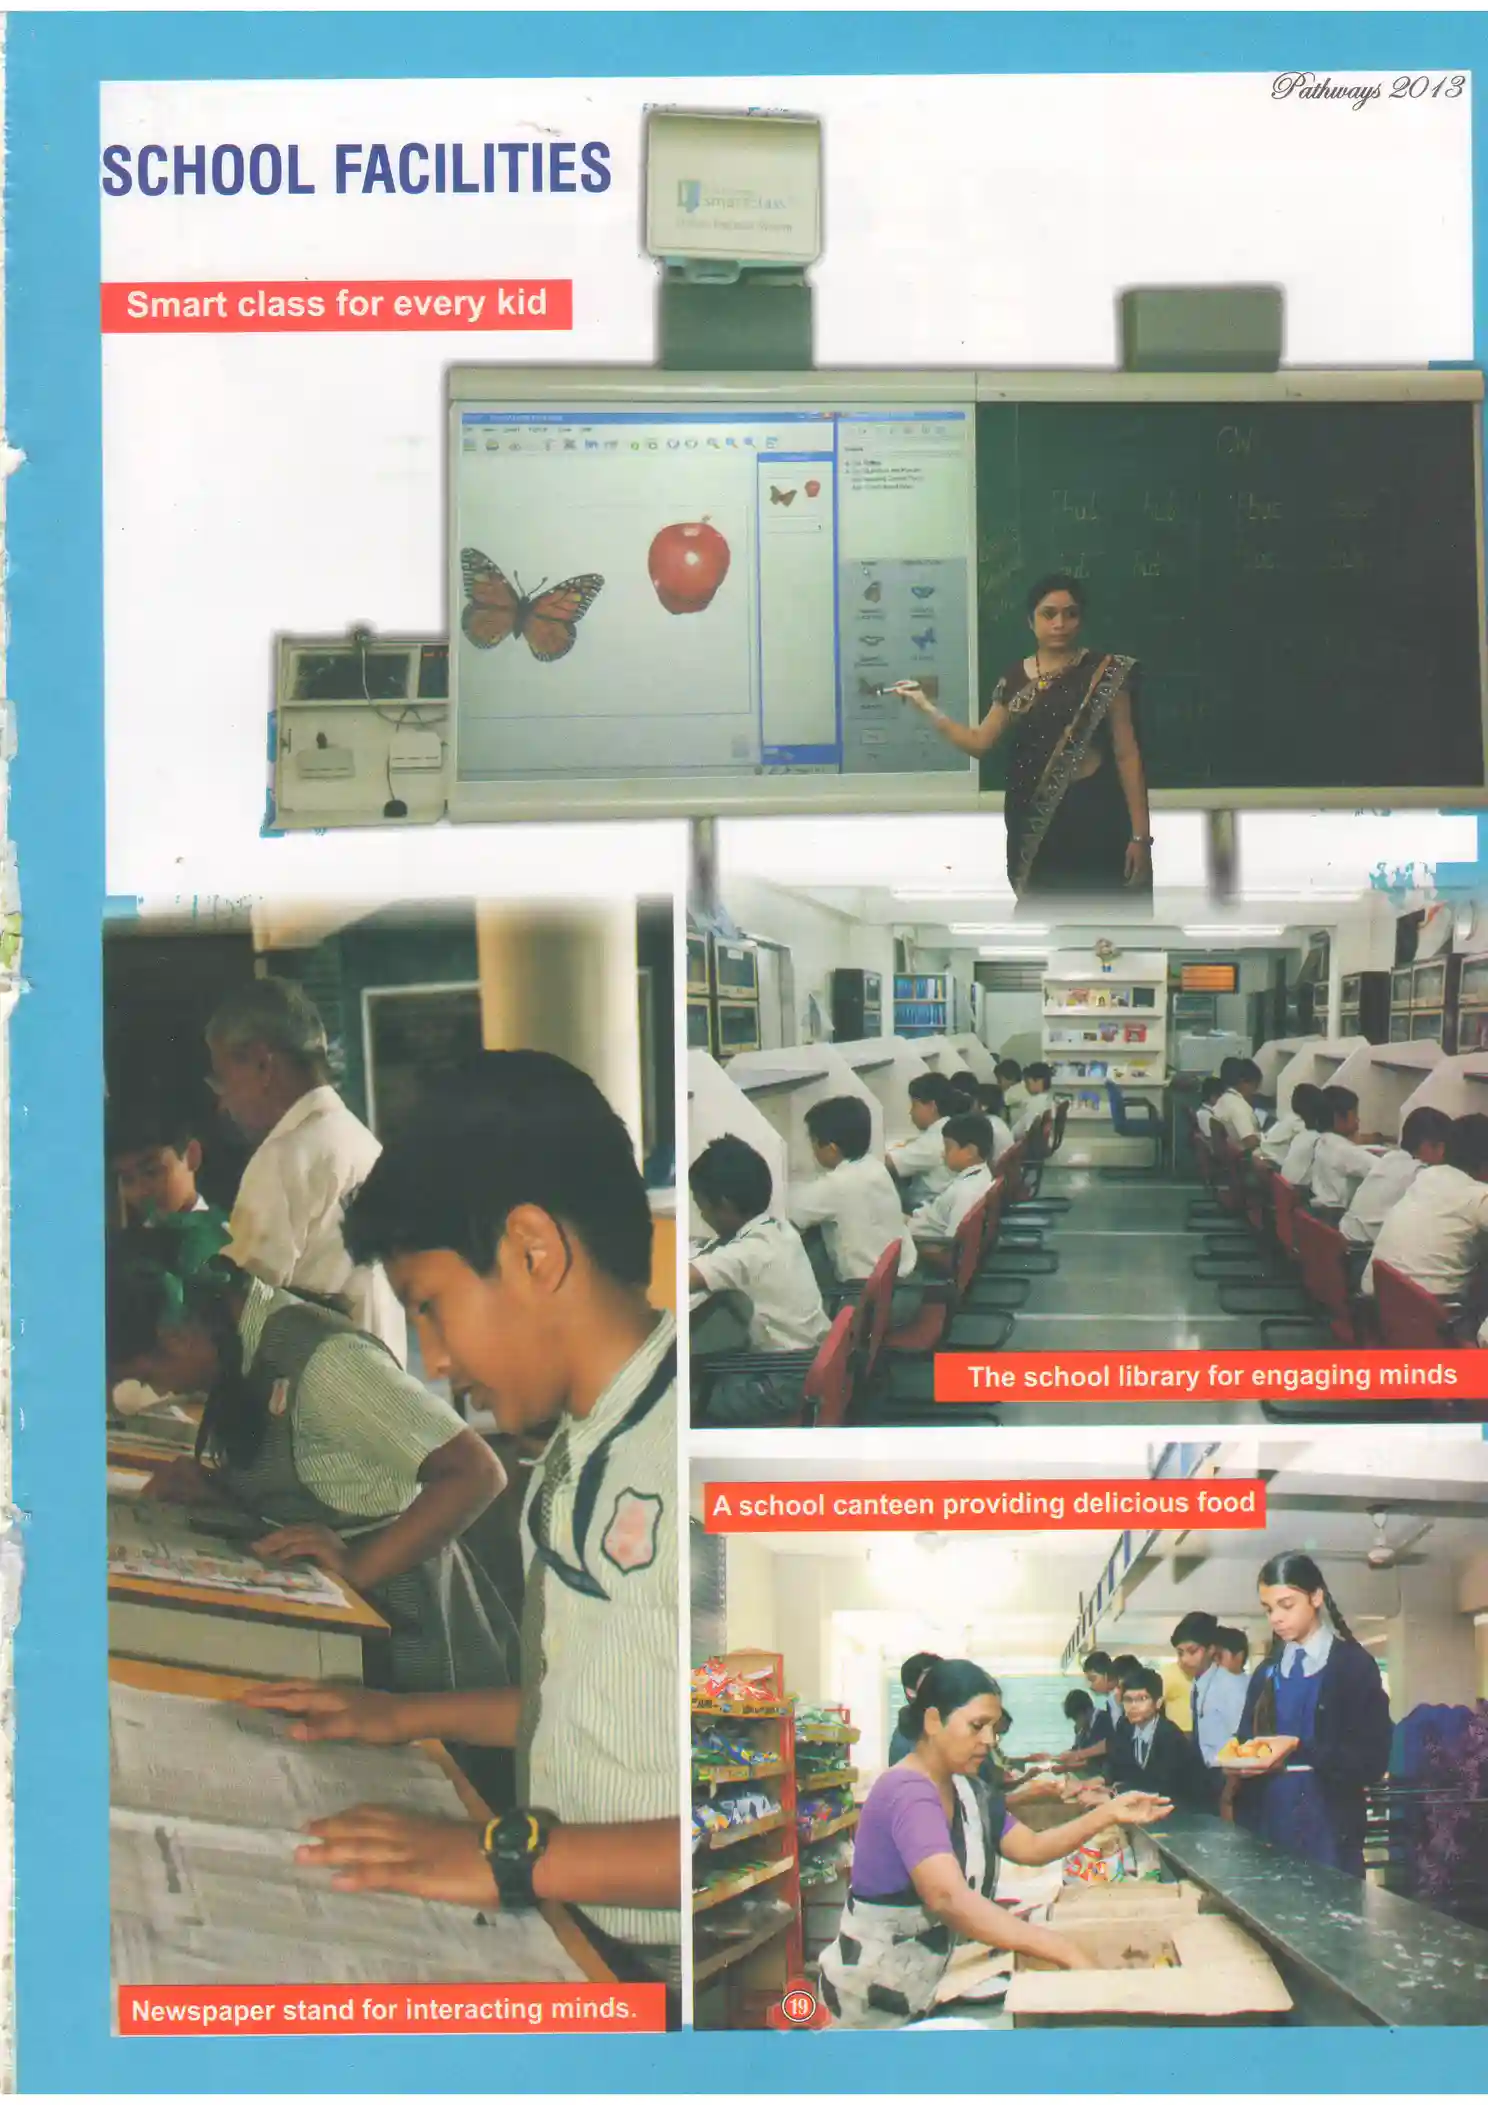 Pathways 2013
SCHOOL FACILITIES
smartclass
Smart class for every kid
CW
The school library for engaging minds
A school canteen providing delicious food
Newspaper stand for interacting minds.
19